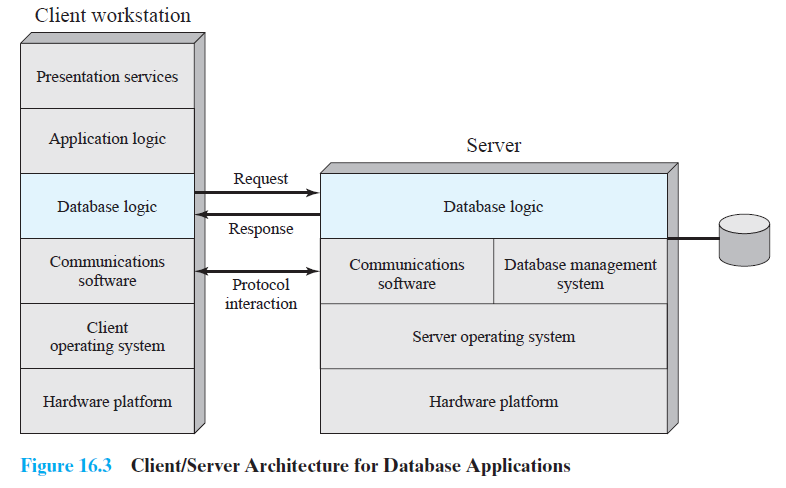 Client workstation
Presentation services
Application logic
Database logic
Communications
software
Client
operating system
Hardware platform
Request
Response
Protocol
interaction
Server
Database logic
Communications
software
Database management
system
Server operating system
Hardware platform
Figure 16.3 Client/Server Architecture for Database Applications